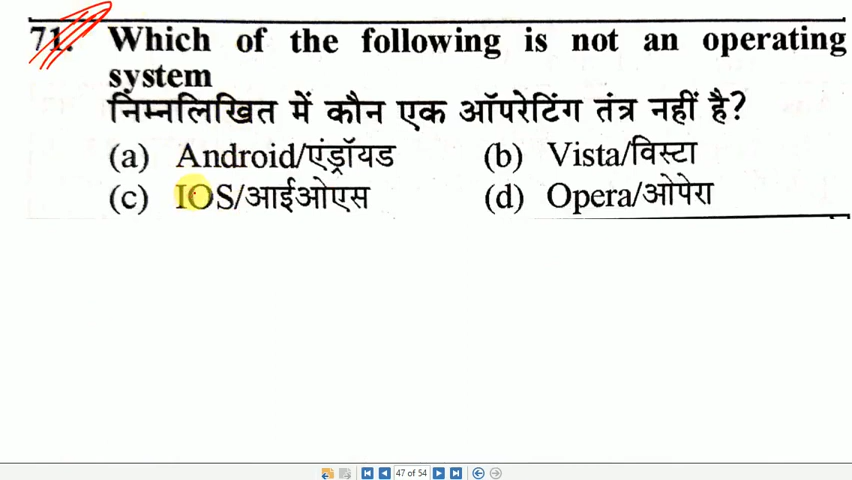 71. Which of the following is not an operating
system
निम्नलिखित में कौन एक ऑपरेटिंग तंत्र नहीं है?
(a) Android/एंड्रॉयड (b) Vista/विस्टा
(c) IOS/आईओएस (d) Opera/ओपेरा
47 of 54